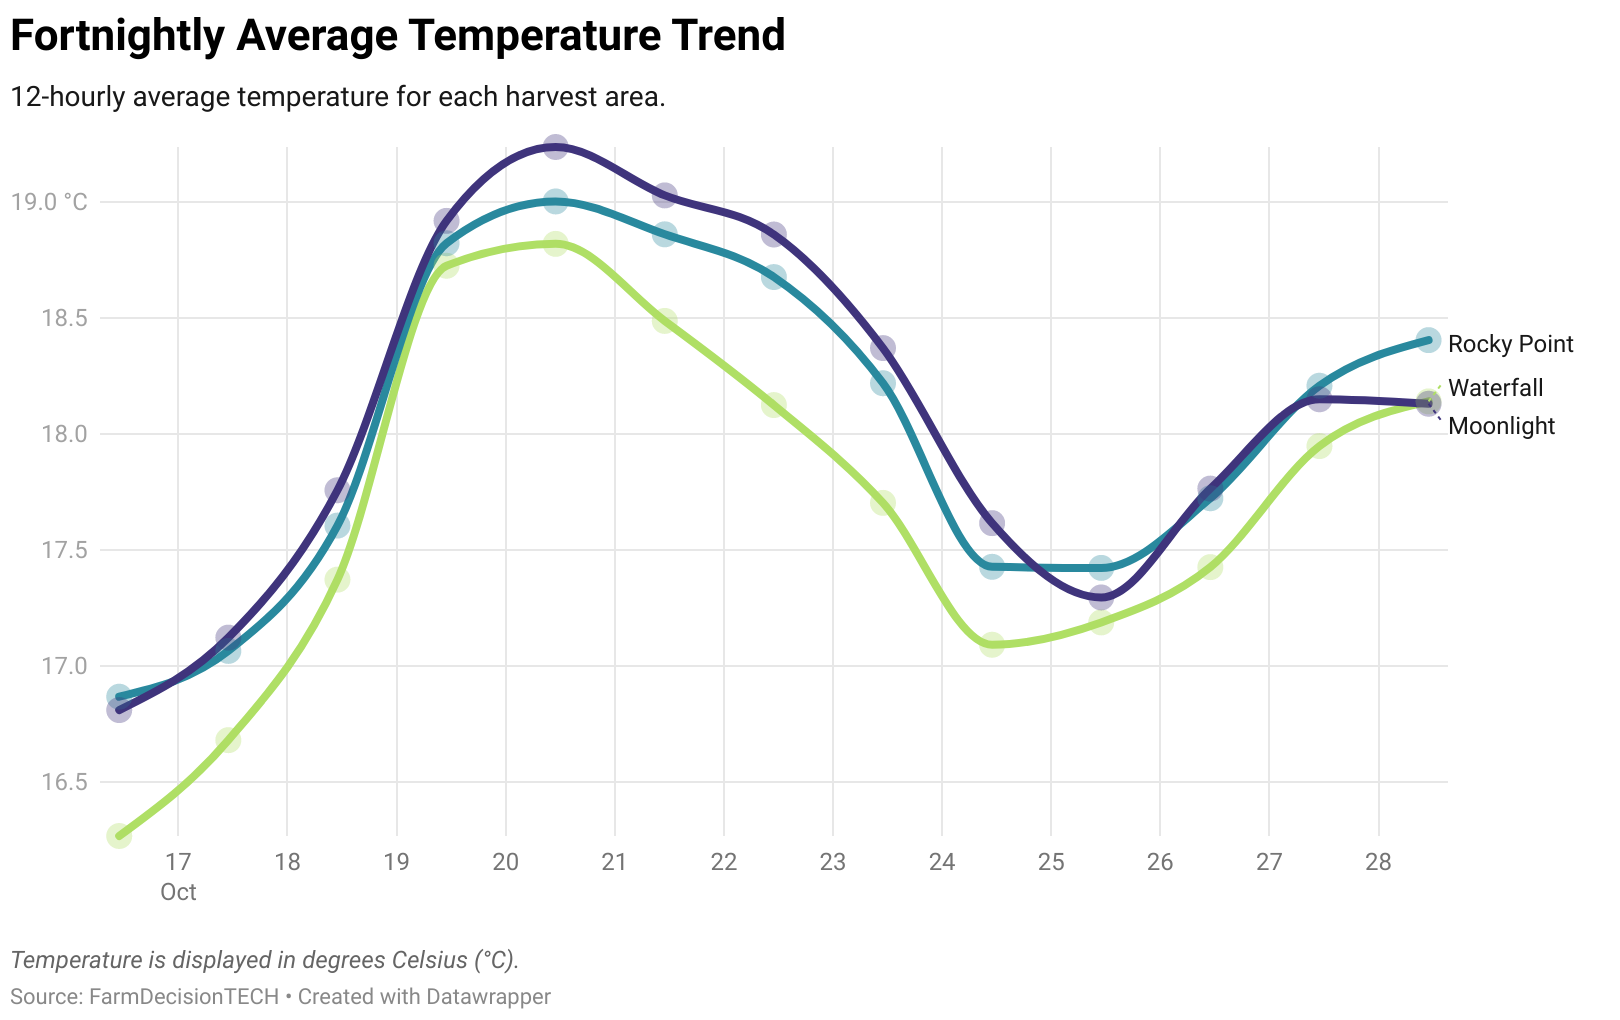 Fortnightly Average Temperature Trend
12-hourly average temperature for each harvest area.
19.0 °C
18.5
18.0
17.5
17.0
16.5
Rocky Point
Waterfall
Moonlight
17 18 19 20 21 22 23 24 25 26 27 28
Oct
Temperature is displayed in degrees Celsius (°C).
Source: FarmDecisionTECH • Created with Datawrapper